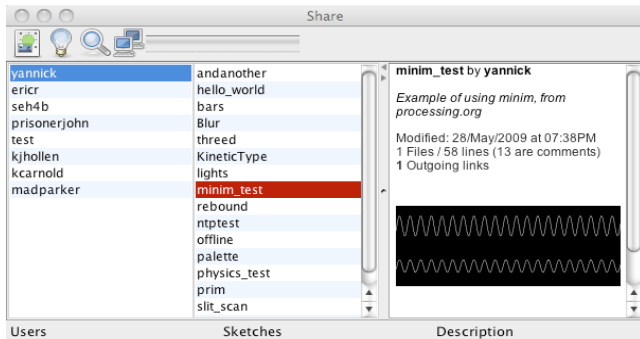 Share
yannick
ericr
seh4b
prisonerjohn
test
kjhollen
kcarnold
madparker
andanother
hello_world
bars
Blur
threed
KineticType
lights
minim_test
rebound
ntptest
offline
palette
physics_test
prim
slit_scan
minim_test by yannick
Example of using minim, from
processing.org
Modified: 28/May/2009 at 07:38PM
1 Files / 58 lines (13 are comments)
1 Outgoing links
Users
Sketches
Description